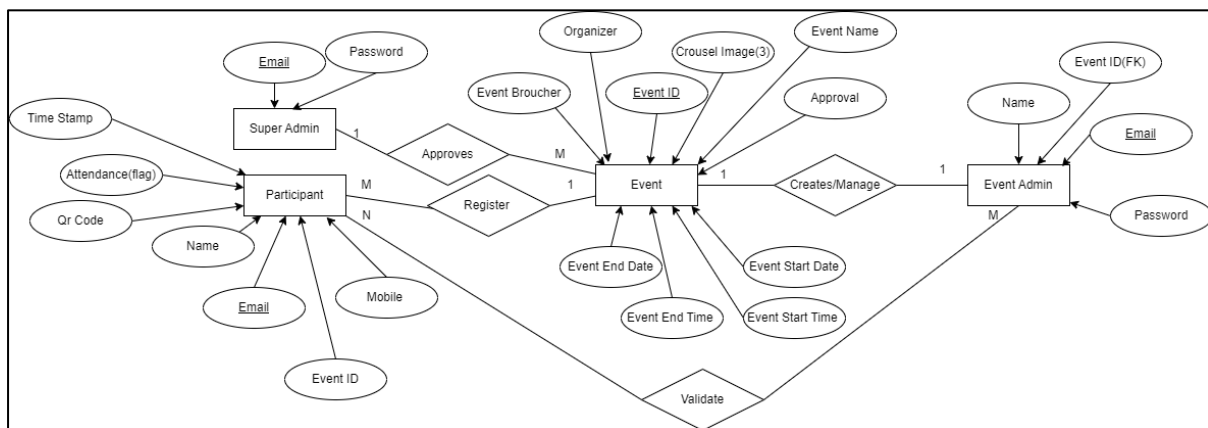 Organizer
Crousel Image(3)
Event Name
Email
Password
Event ID(FK)
Event Broucher
Event ID
Approval
Name
Time Stamp
Super Admin
1
Email
Approves
M
Attendance(flag)
Participant
M
Register
1
Event
1
Creates/Manage
1
Event Admin
Qr Code
N
M
Password
Name
Event End Date
Event Start Date
Email
Mobile
Event End Time
Event Start Time
Event ID
Validate